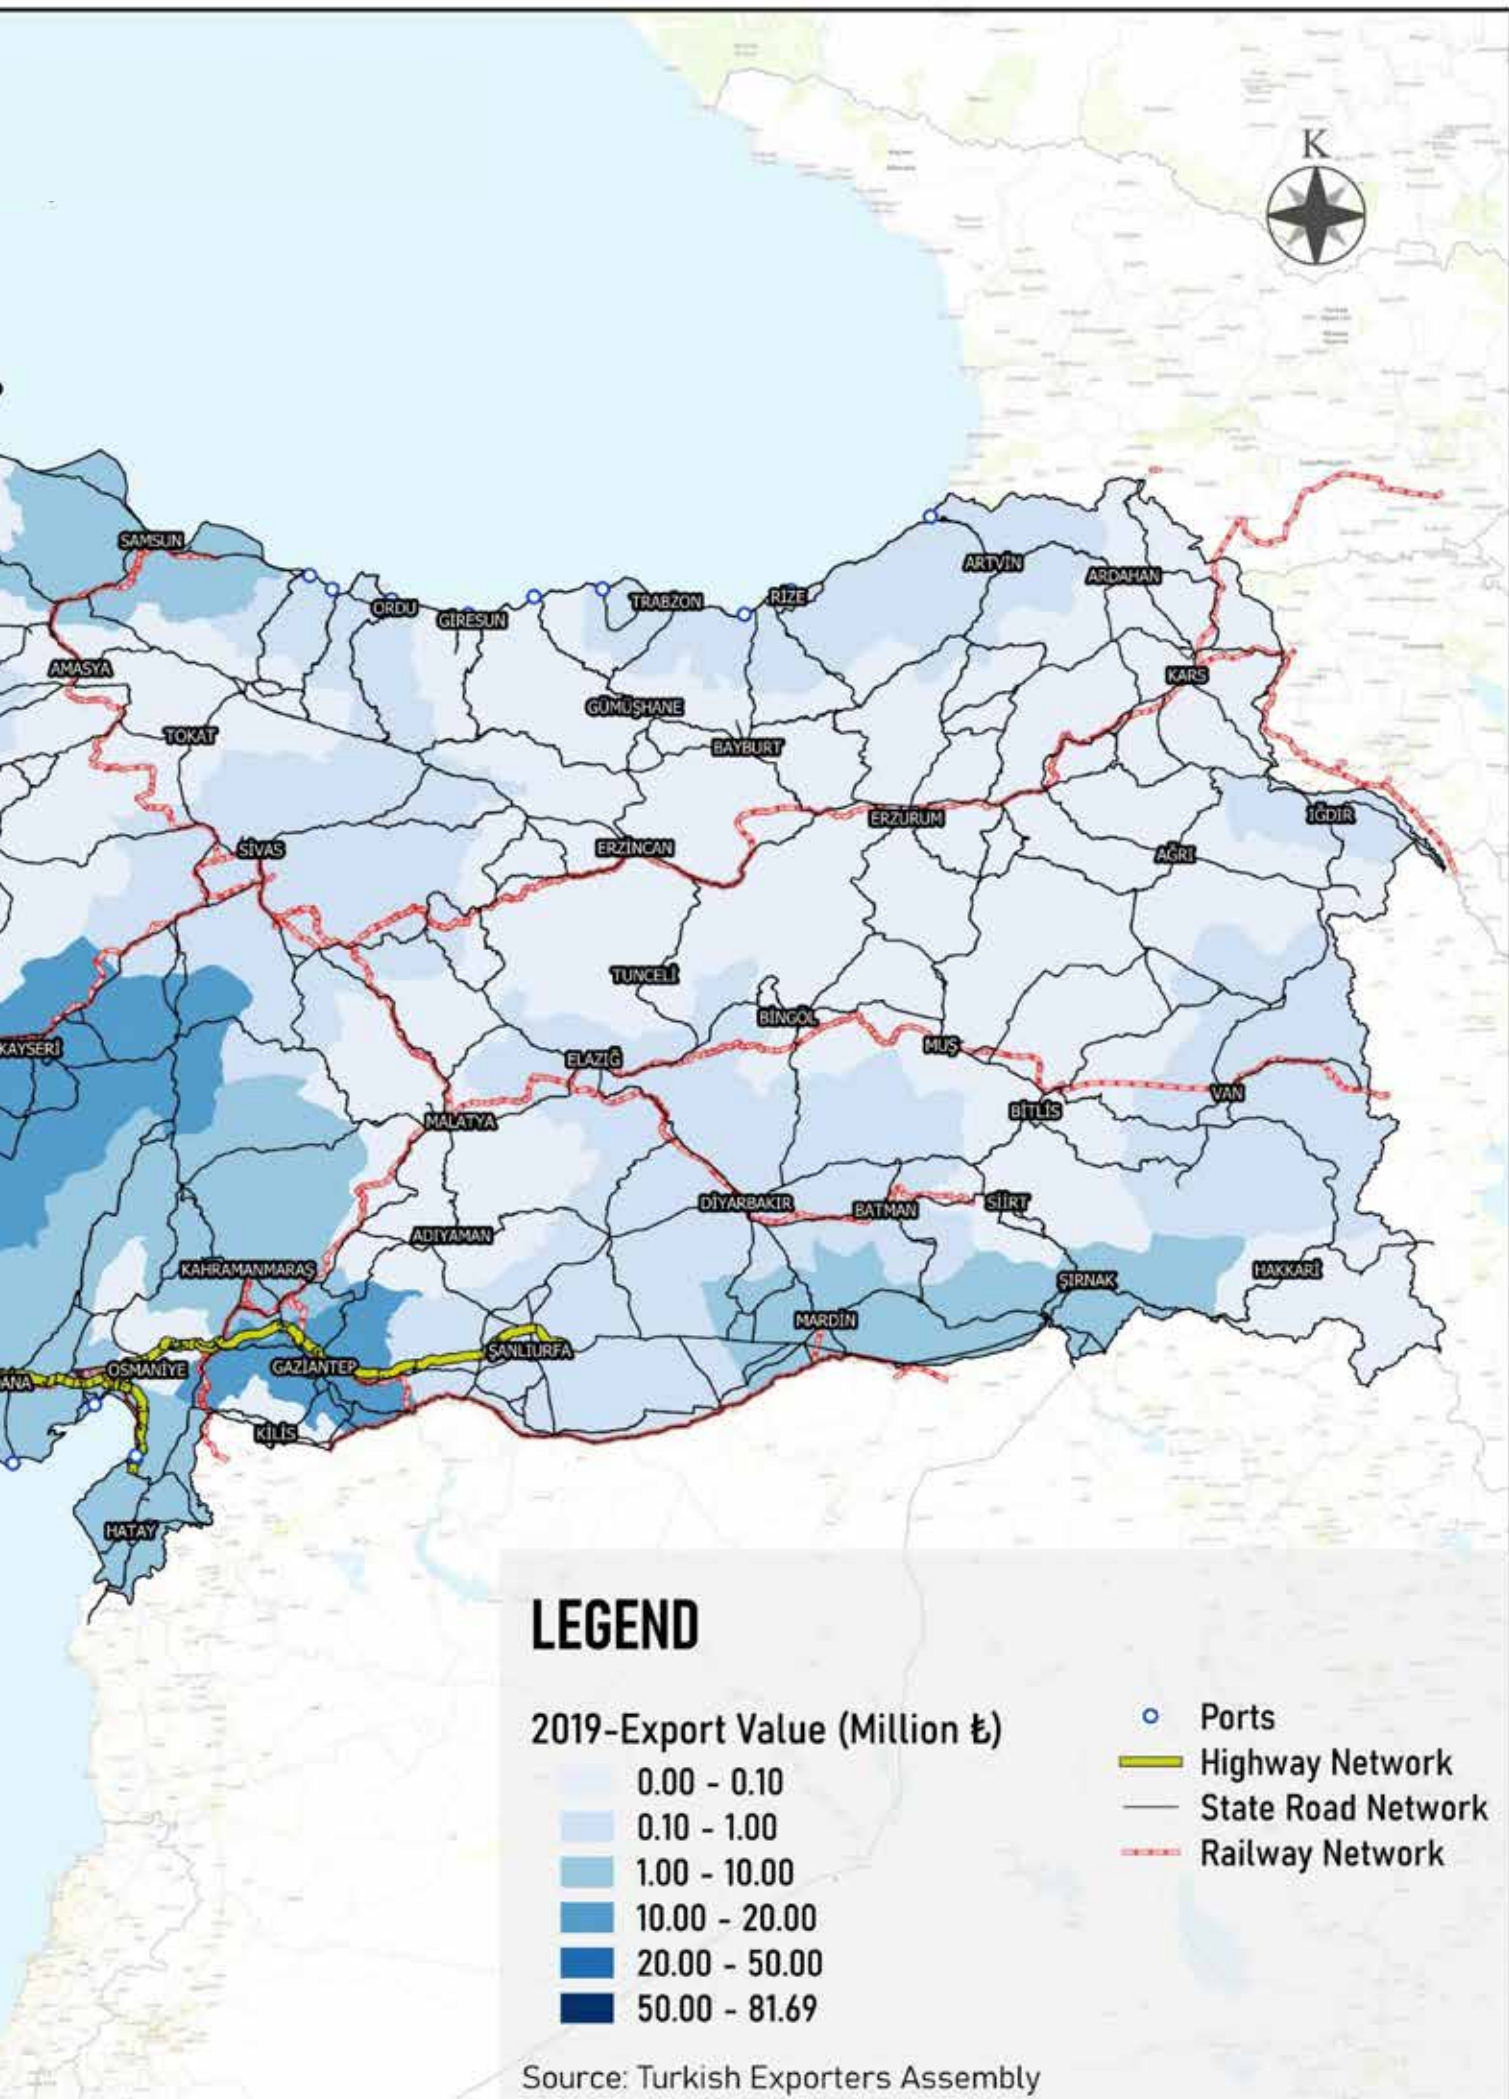 K
SAMSUN
ARTVİN
ARDAHAN
RİZE
TRABZON
ORDU
GİRESUN
AMASYA
KARS
GÜMÜŞHANE
TOKAT
BAYBURT
IĞDIR
ERZURUM
SİVAS
ERZİNCAN
AĞRI
TUNCELİ
BİNGÖL
KAYSERİ
MUŞ
ELAZIĞ
VAN
BİTLİS
MALATYA
DİYARBAKIR
BATMAN
SİİRT
ADIYAMAN
KAHRAMANMARAŞ
HAKKARİ
ŞIRNAK
MARDİN
ŞANLIURFA
OSMANİYE
GAZİANTEP
ANA
KİLİS
HATAY
LEGEND
2019-Export Value (Million ₺)
0.00 - 0.10
0.10 - 1.00
1.00 - 10.00
10.00 - 20.00
20.00 - 50.00
50.00 - 81.69
Ports
Highway Network
State Road Network
Railway Network
Source: Turkish Exporters Assembly